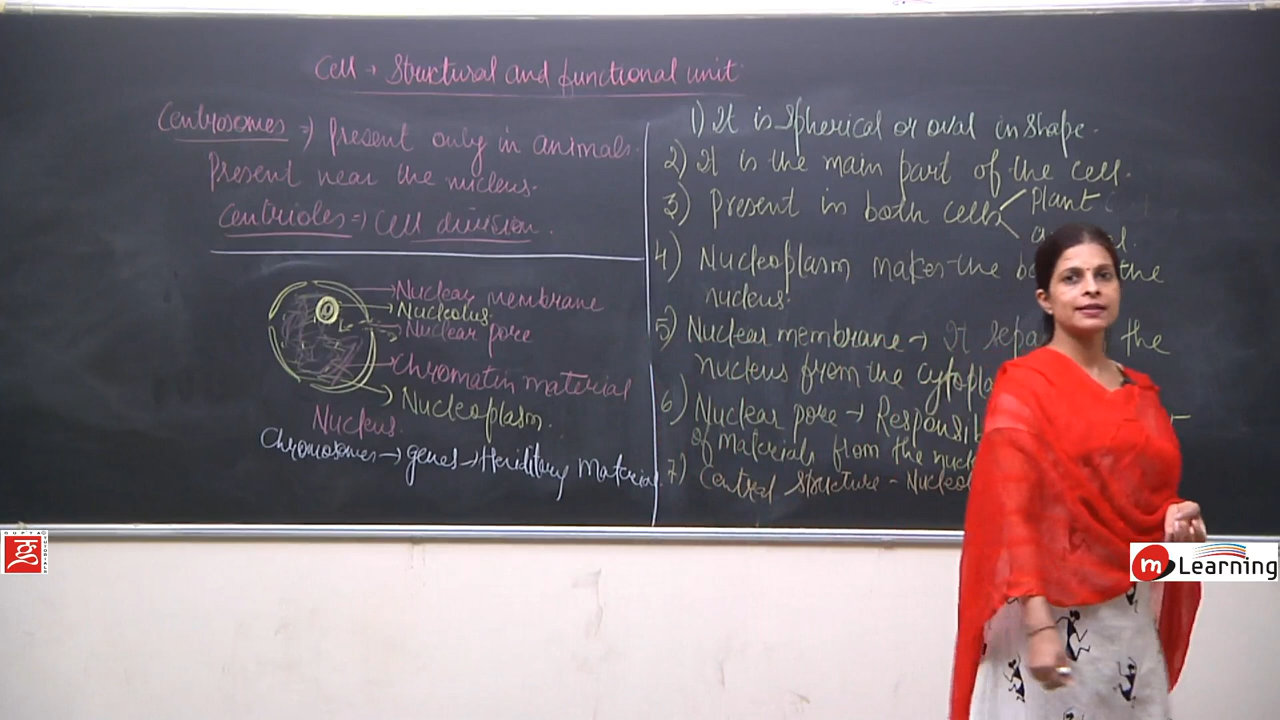 Cell → Structural and functional unit
Centrosomes ⇒ Present only in animals.
Present near the nucleus.
Centrioles ⇒ Cell division.
Nuclear membrane
Nucleolus.
Nuclear pore
Chromatin material
Nucleoplasm.
Nucleus.
Chromosomes → genes → Heriditary Material.
1) It is spherical or oval in shape.
2) It is the main part of the cell.
3) Present in both cells
Plant
4) Nucleoplasm makes the the
nucleus.
5) Nuclear membrane → It the
nucleus from the
6) Nuclear pore →
of materials from the
7) Central Structure -
GUPTA TUTORIALS
m Learning